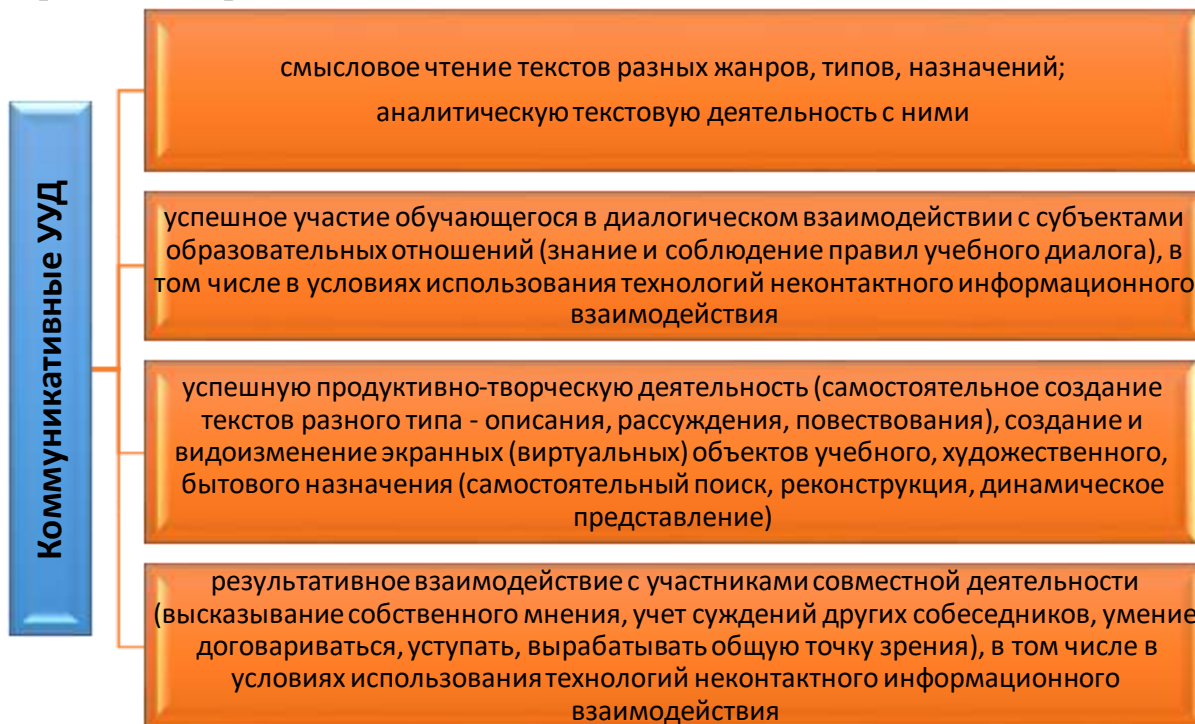 Коммуникативные УУД
смысловое чтение текстов разных жанров, типов, назначений;
аналитическую текстовую деятельность с ними
успешное участие обучающегося в диалогическом взаимодействии с субъектами
образовательных отношений (знание и соблюдение правил учебного диалога), в
том числе в условиях использования технологий неконтактного информационного
взаимодействия
успешную продуктивно-творческую деятельность (самостоятельное создание
текстов разного типа - описания, рассуждения, повествования), создание и
видоизменение экранных (виртуальных) объектов учебного, художественного,
бытового назначения (самостоятельный поиск, реконструкция, динамическое
представление)
результативное взаимодействие с участниками совместной деятельности
(высказывание собственного мнения, учет суждений других собеседников, умение
договариваться, уступать, вырабатывать общую точку зрения), в том числе в
условиях использования технологий неконтактного информационного
взаимодействия